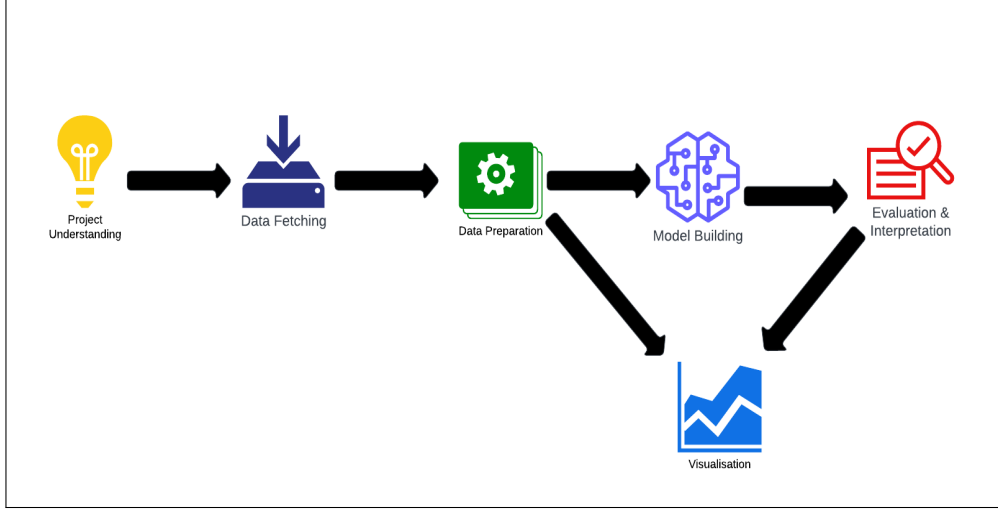 Project
Understanding
Data Fetching
Data Preparation
Model Building
Evaluation &
Interpretation
Visualisation